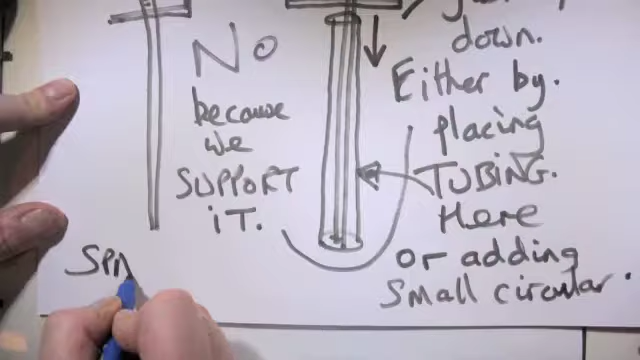 NO
because
we
SUPPORT
iT.
down.
Either by.
placing
TUBING.
Here
or adding
Small circular.